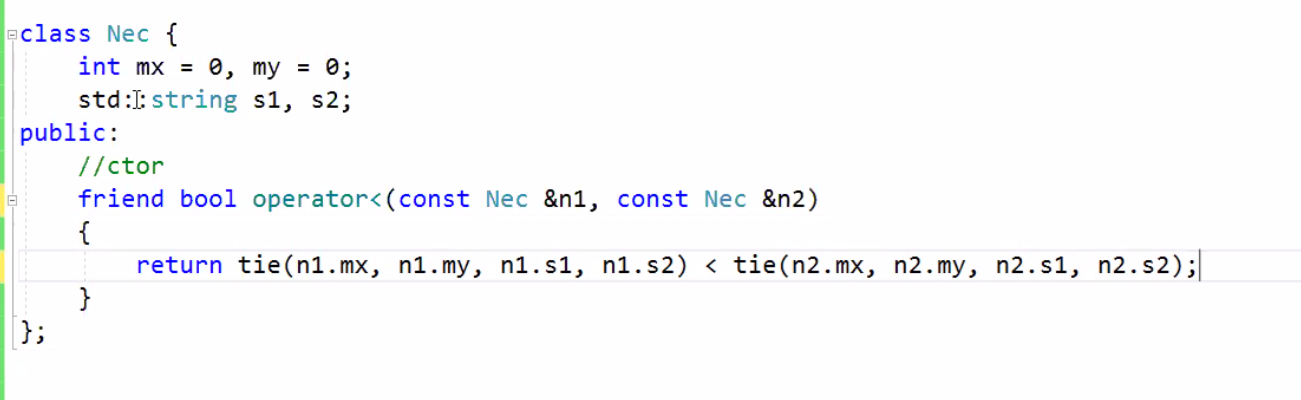 class Nec {
    int mx = 0, my = 0;
    std::string s1, s2;
public:
    //ctor
    friend bool operator<(const Nec &n1, const Nec &n2)
    {
        return tie(n1.mx, n1.my, n1.s1, n1.s2) < tie(n2.mx, n2.my, n2.s1, n2.s2);
    }
};